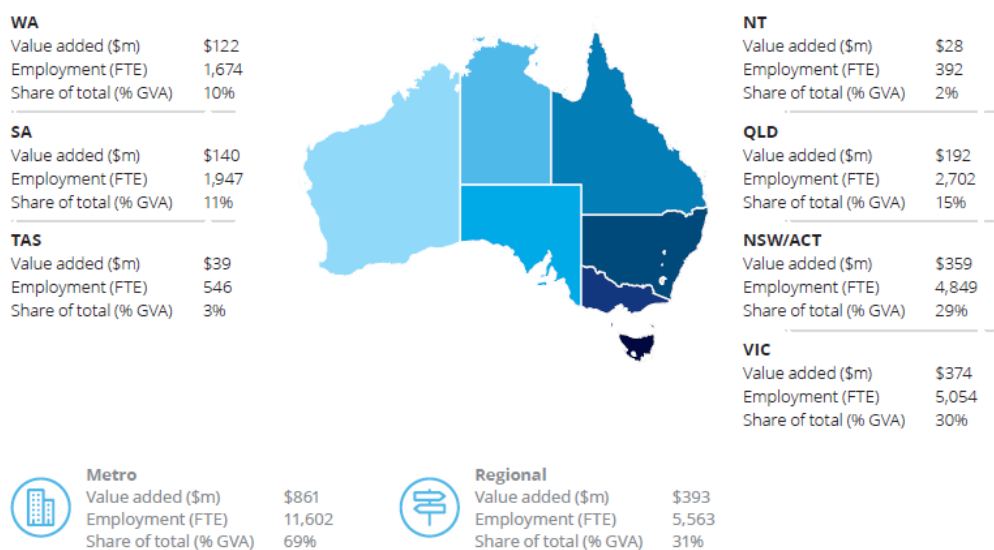 WA
Value added ($m) $122
Employment (FTE) 1,674
Share of total (% GVA) 10%
SA
Value added ($m) $140
Employment (FTE) 1,947
Share of total (% GVA) 11%
TAS
Value added ($m) $39
Employment (FTE) 546
Share of total (% GVA) 3%
NT
Value added ($m) $28
Employment (FTE) 392
Share of total (% GVA) 2%
QLD
Value added ($m) $192
Employment (FTE) 2,702
Share of total (% GVA) 15%
NSW/ACT
Value added ($m) $359
Employment (FTE) 4,849
Share of total (% GVA) 29%
VIC
Value added ($m) $374
Employment (FTE) 5,054
Share of total (% GVA) 30%
Metro
Value added ($m) $861
Employment (FTE) 11,602
Share of total (% GVA) 69%
Regional
Value added ($m) $393
Employment (FTE) 5,563
Share of total (% GVA) 31%